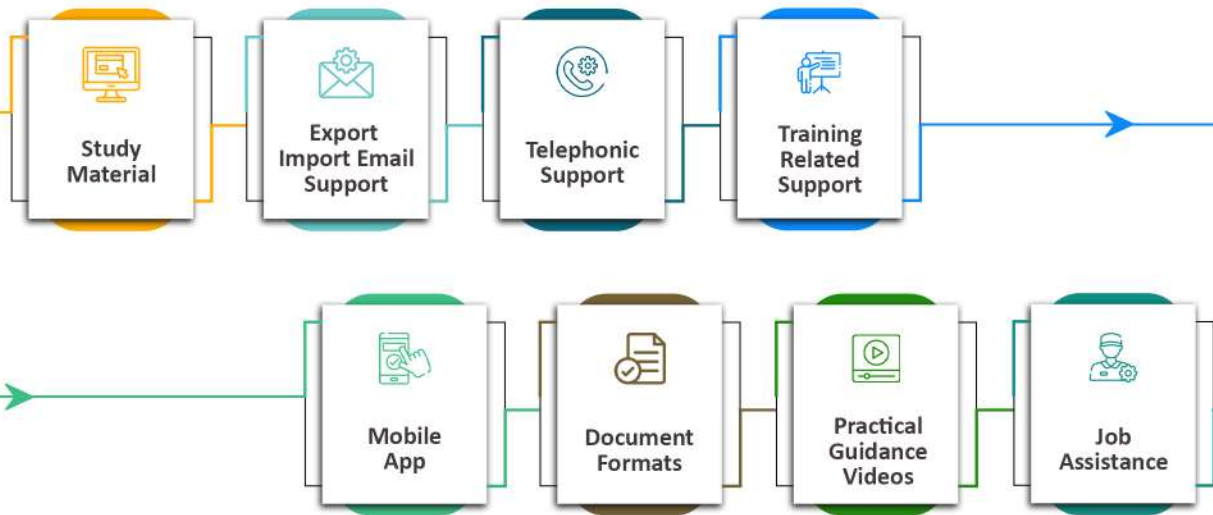 Study
Material
Export
Import Email
Support
Telephonic
Support
Training
Related
Support
Mobile
App
Document
Formats
Practical
Guidance
Videos
Job
Assistance